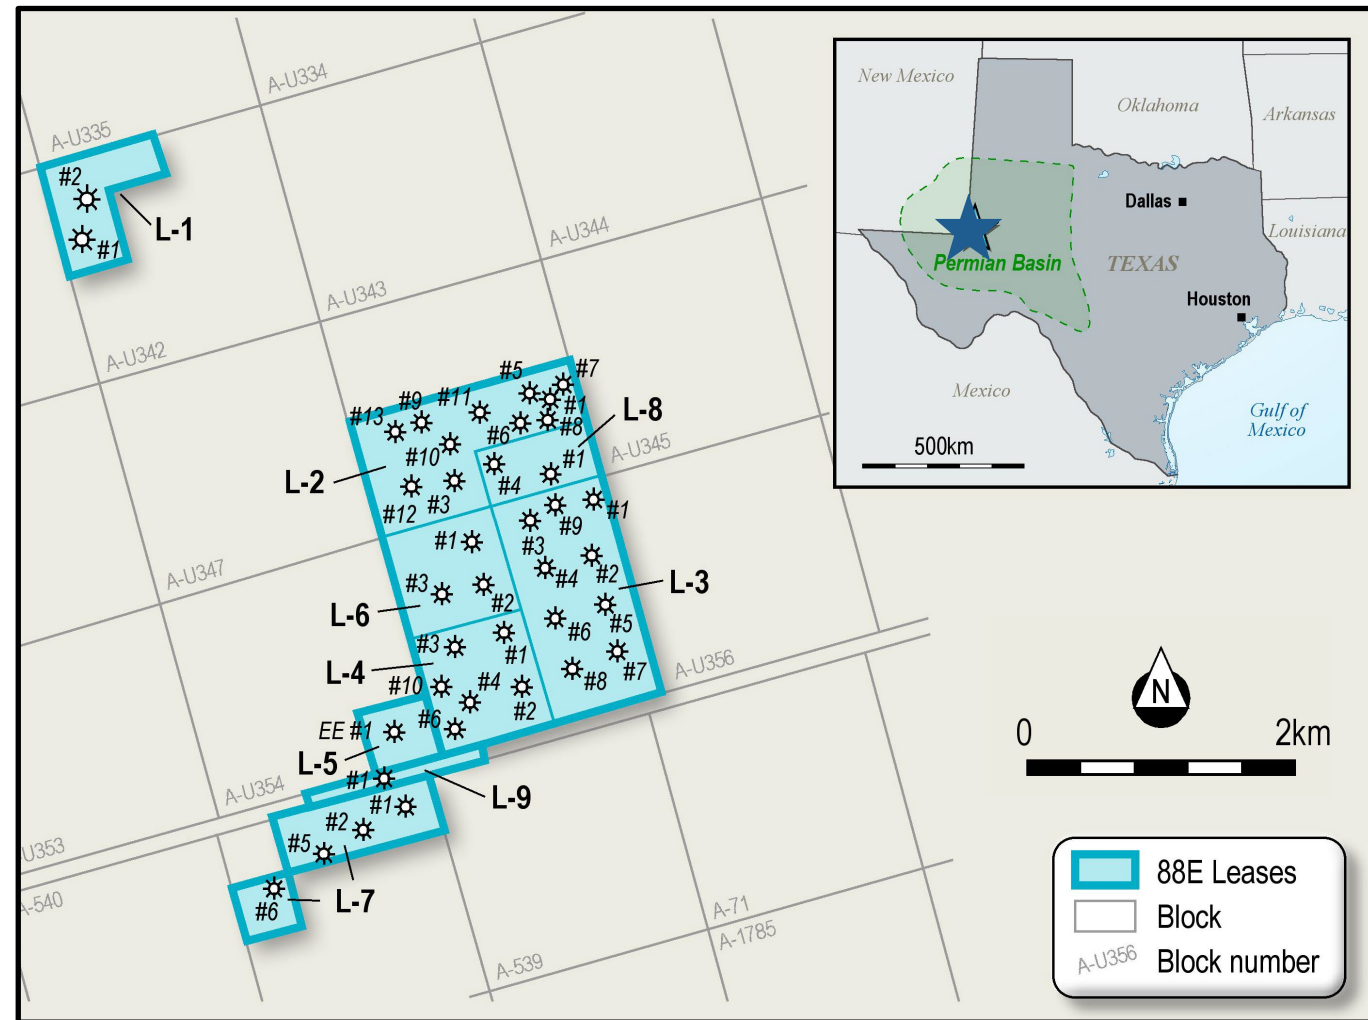 A-U334
A-U335
#2
#1
L-1
A-U344
A-U343
A-U342
#7
#5
#11
#9
#13
#1
#8
#6
L-8
#10
#1
#4
A-U345
L-2
#3
#12
#1
#9
#1
#3
#2
#4
A-U347
#3
#2
L-3
L-6
#5
#6
#3
#1
L-4
#7
#8
A-U356
#10
#4
#2
#6
EE #1
L-5
#1
L-9
A-U354
#1
#2
#5
U353
L-7
#6
A-540
A-71
A-1785
A-539
New Mexico
Oklahoma
Arkansas
Dallas
Louisiana
Permian Basin
TEXAS
Houston
Mexico
Gulf of
Mexico
500km
N
0
2km
88E Leases
Block
A-U356
Block number